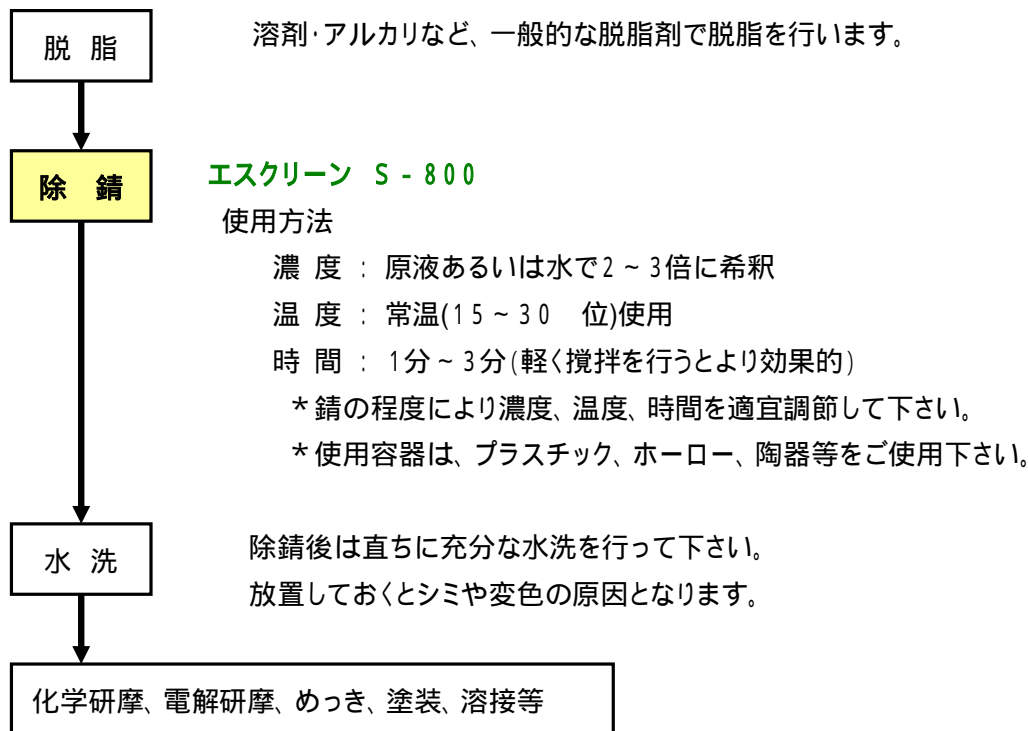 脱 脂
溶剤・アルカリなど、一般的な脱脂剤で脱脂を行います。
除 錆
エスクリーン S-800
使用方法
濃 度 : 原液あるいは水で2~3倍に希釈
温 度 : 常温(15~30 位)使用
時 間 : 1分~3分(軽く撹拌を行うとより効果的)
*錆の程度により濃度、温度、時間を適宜調節して下さい。
*使用容器は、プラスチック、ホーロー、陶器等をご使用下さい。
水 洗
除錆後は直ちに充分な水洗を行って下さい。
放置しておくとシミや変色の原因となります。
化学研摩、電解研摩、めっき、塗装、溶接等